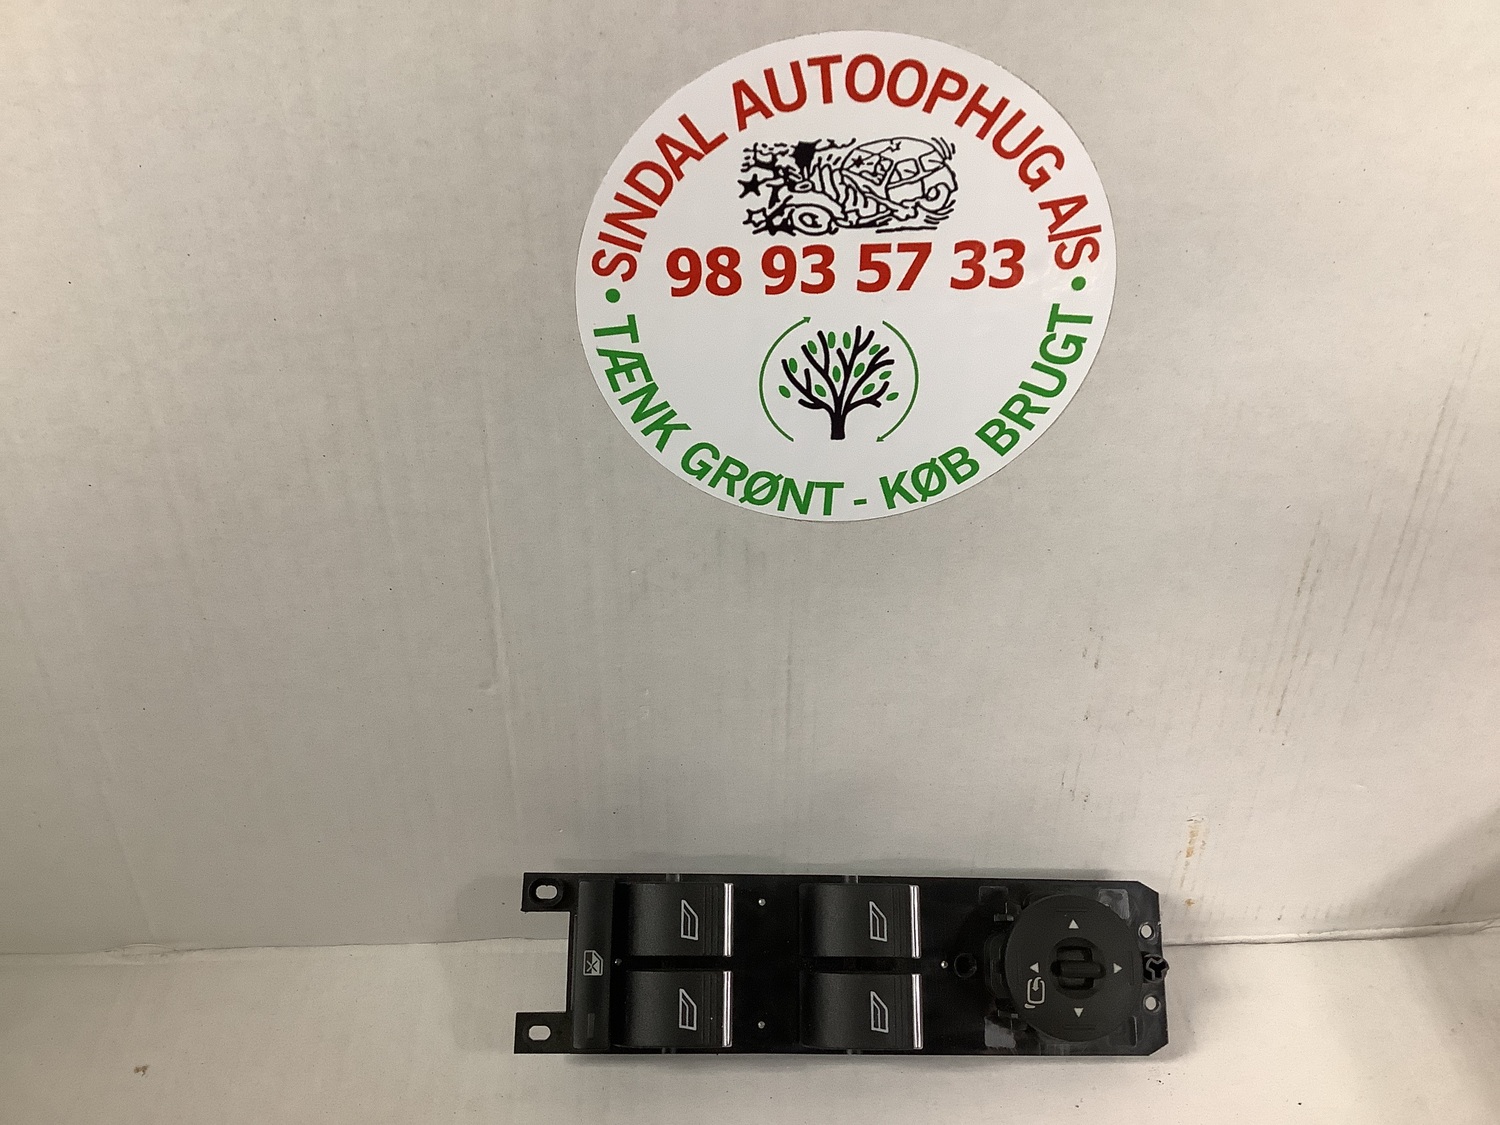 SINDAL AUTOOPHUG A/S
98 93 57 33
• TÆNK GRØNT - KØB BRUGT •